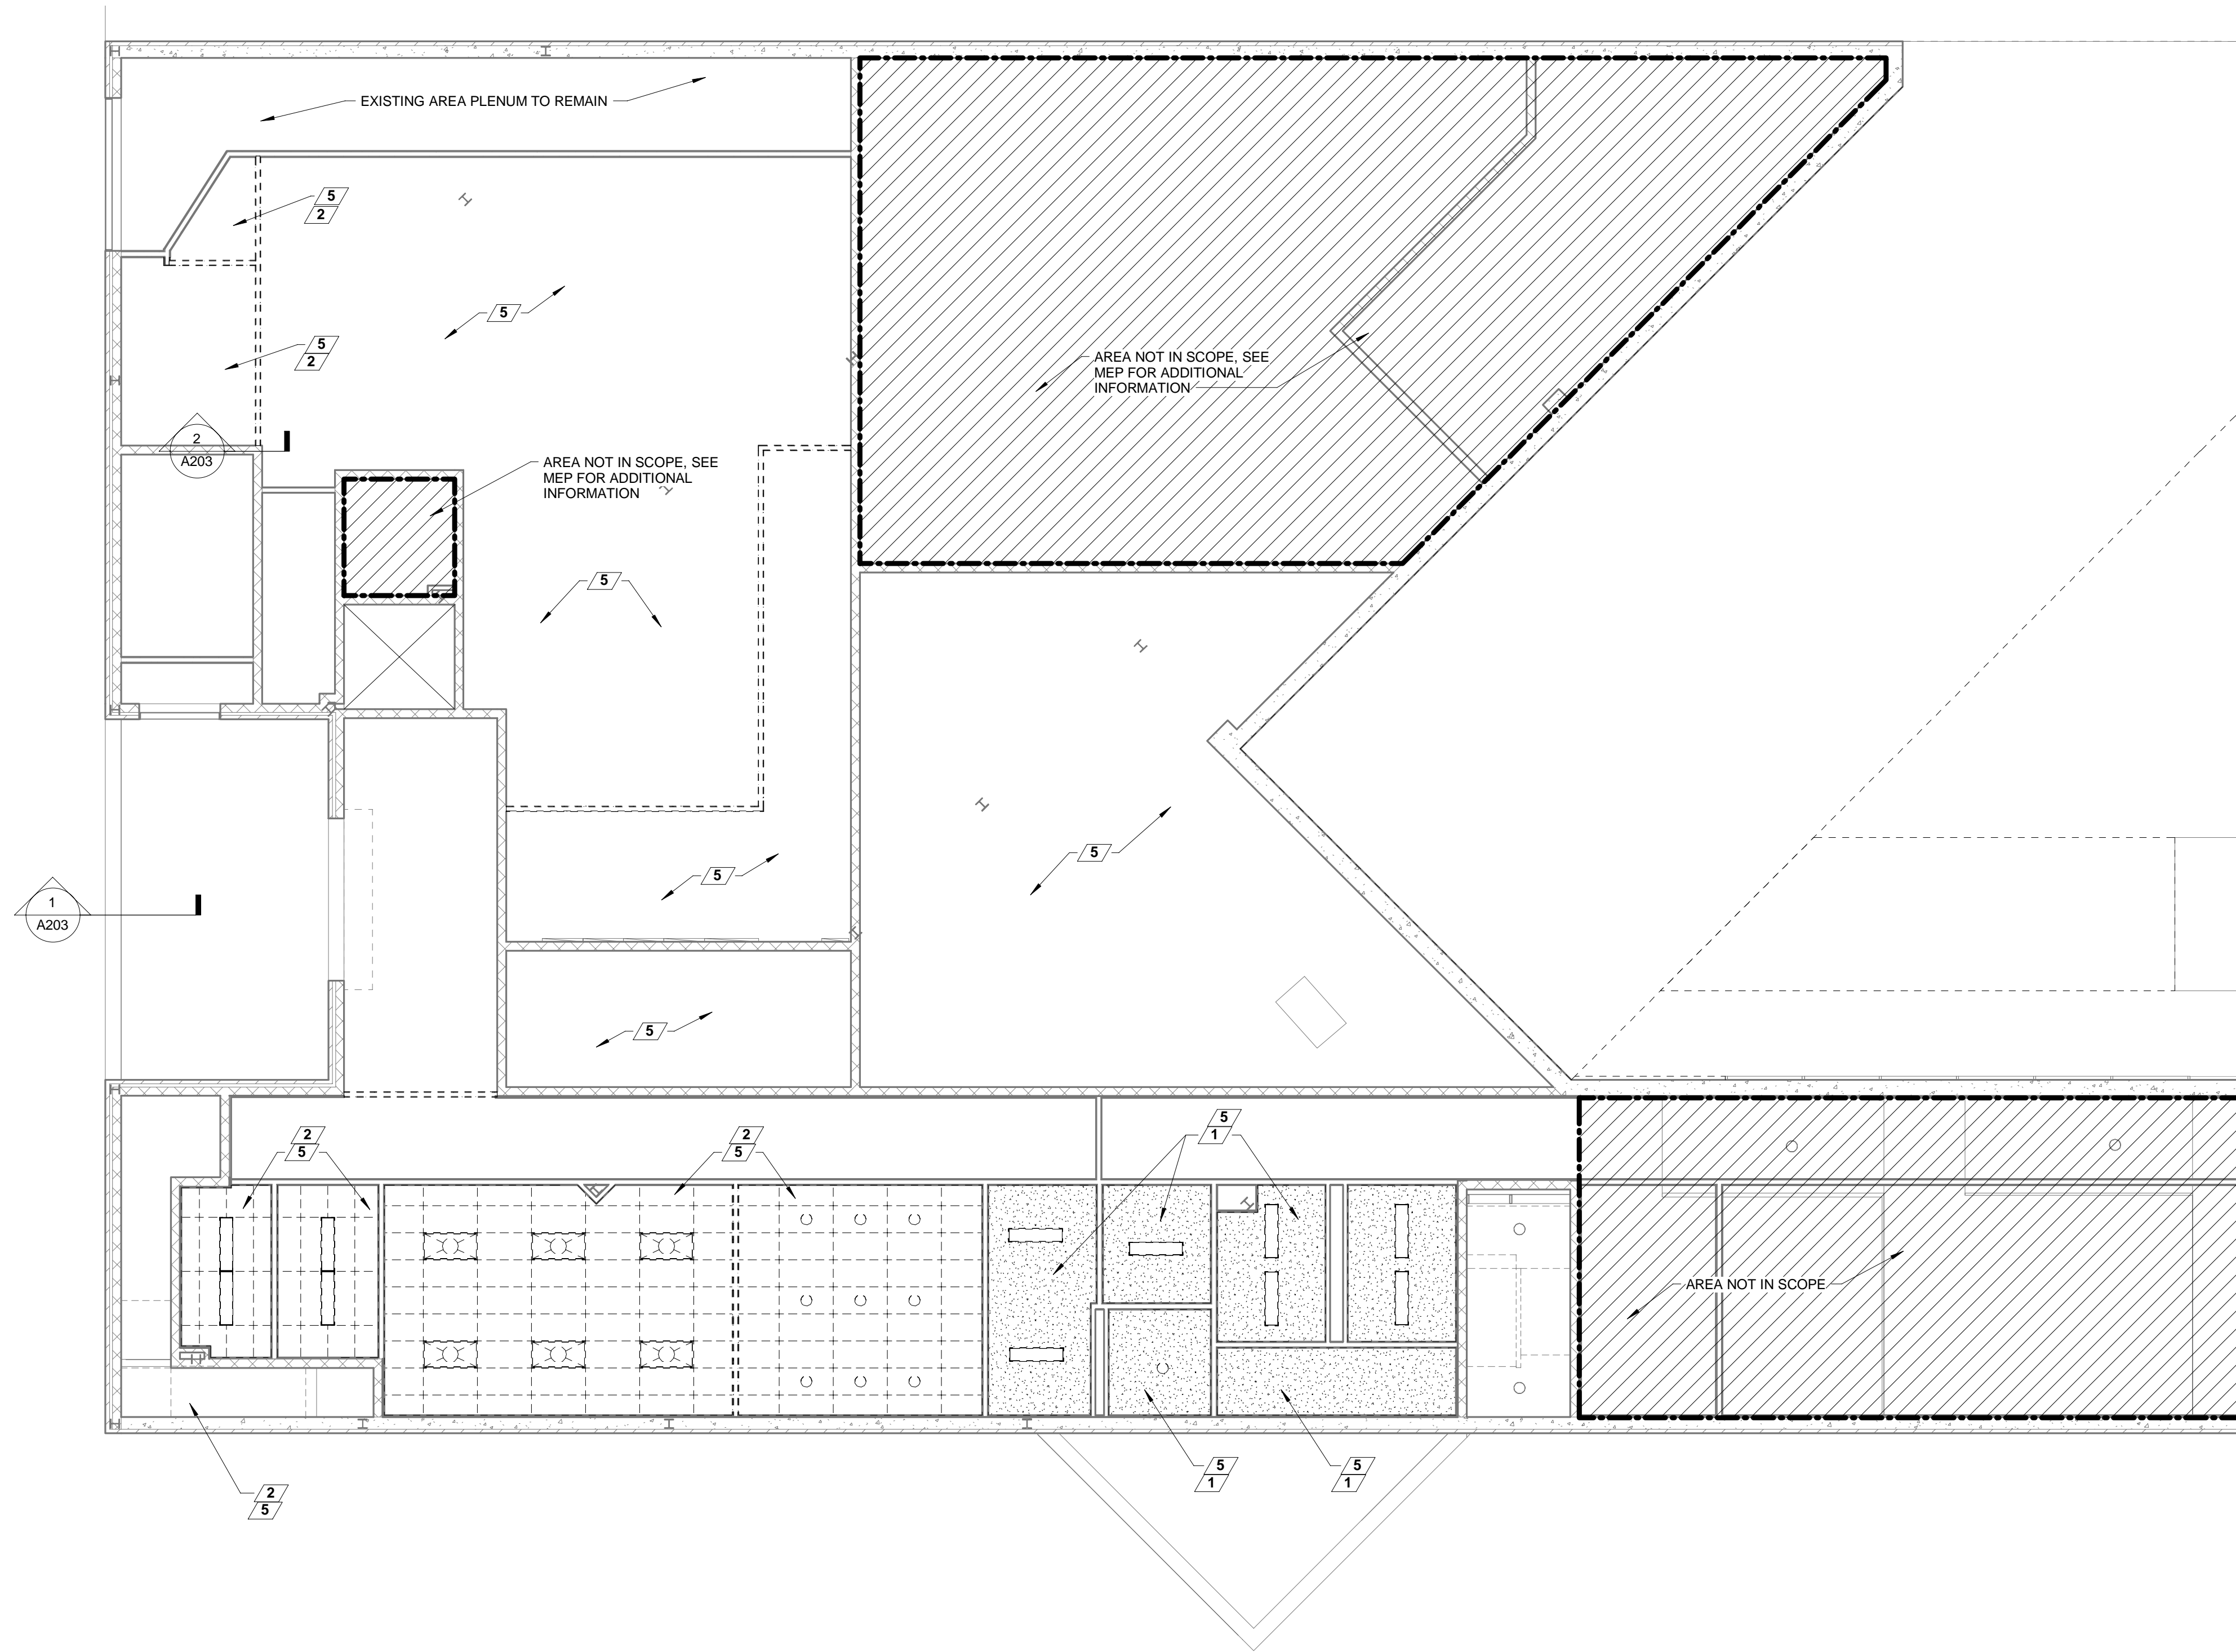 EXISTING AREA PLENUM TO REMAIN
5
2
5
5
2
AREA NOT IN SCOPE, SEE
MEP FOR ADDITIONAL
INFORMATION
2
A203
AREA NOT IN SCOPE, SEE
MEP FOR ADDITIONAL
INFORMATION
5
5
5
1
A203
5
2
5
2
5
5
1
AREA NOT IN SCOPE
5
1
5
1
2
5